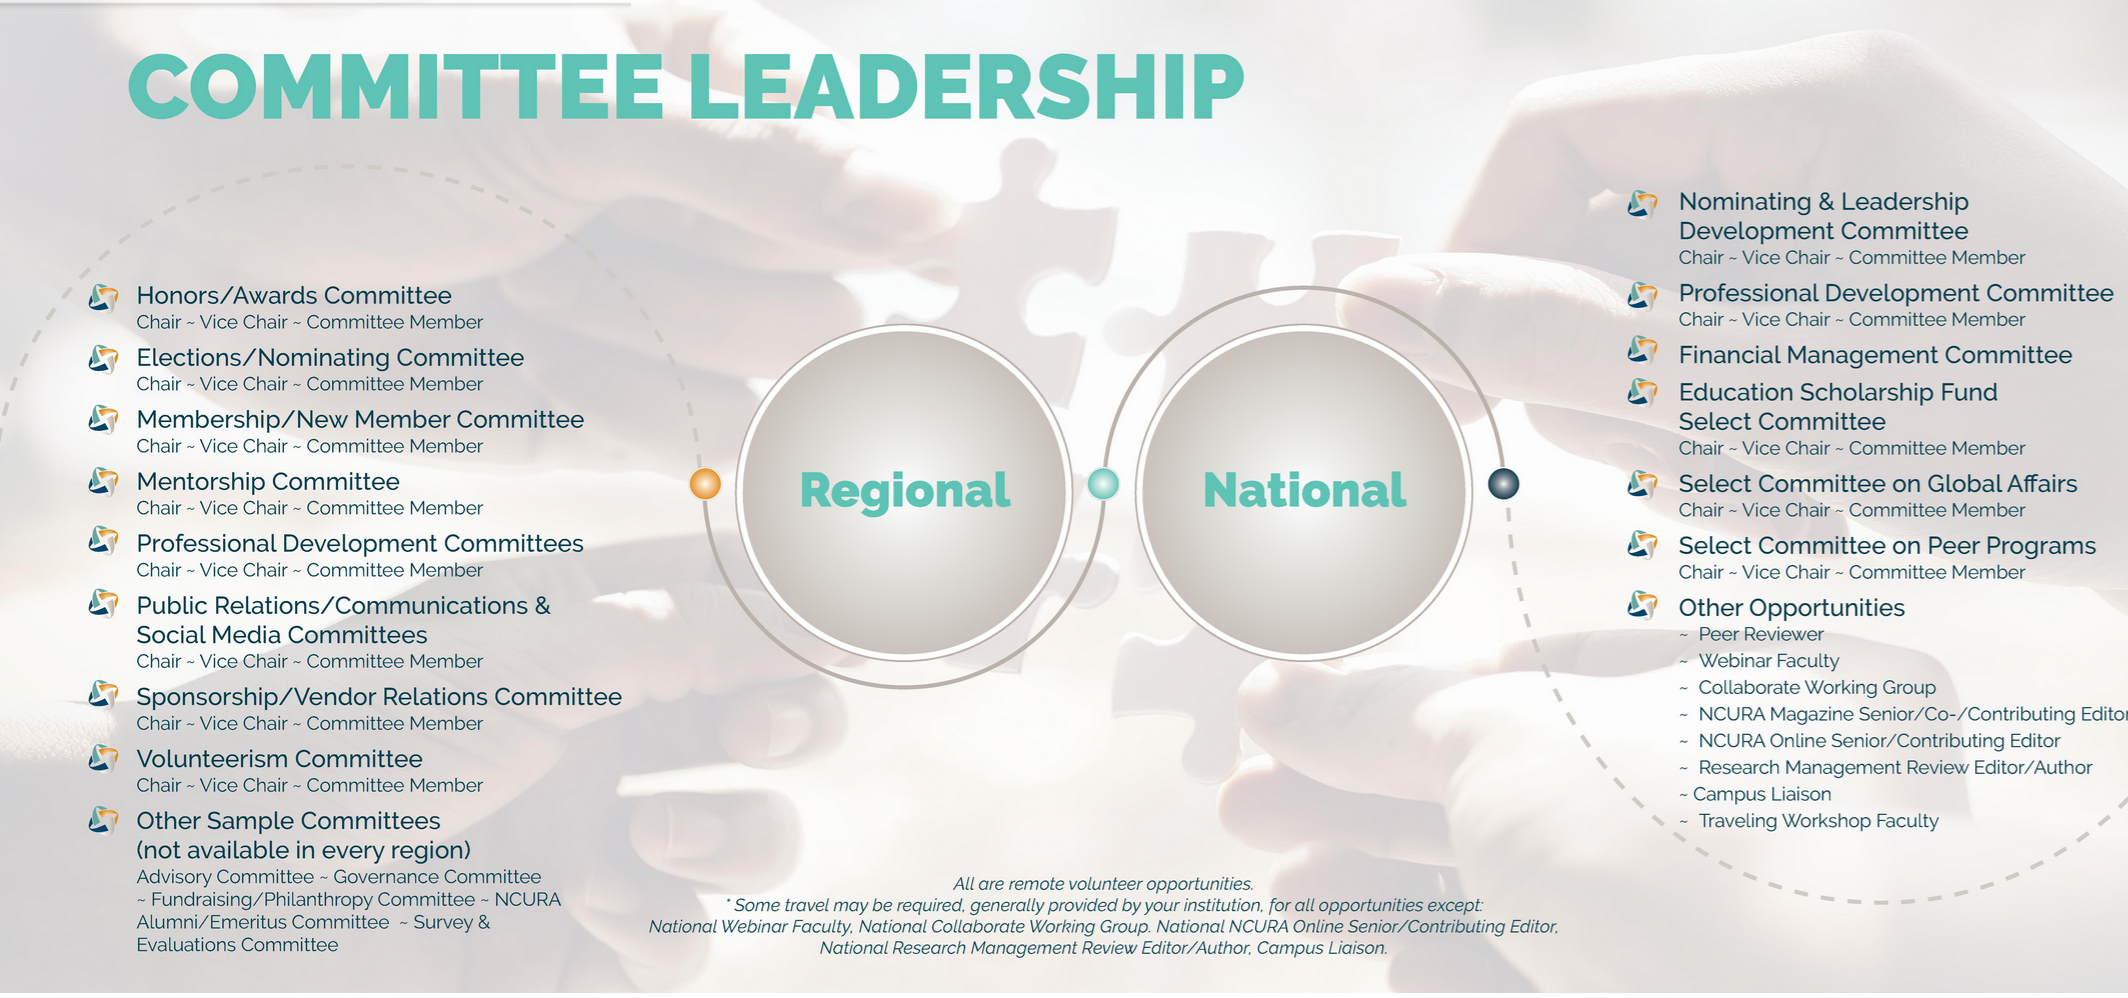 COMMITTEE LEADERSHIP
Honors/Awards Committee
Chair ~ Vice Chair ~ Committee Member
Elections/Nominating Committee
Chair ~ Vice Chair ~ Committee Member
Membership/New Member Committee
Chair ~ Vice Chair ~ Committee Member
Mentorship Committee
Chair ~ Vice Chair ~ Committee Member
Professional Development Committees
Chair ~ Vice Chair ~ Committee Member
Public Relations/Communications &
Social Media Committees
Chair ~ Vice Chair ~ Committee Member
Sponsorship/Vendor Relations Committee
Chair ~ Vice Chair ~ Committee Member
Volunteerism Committee
Chair ~ Vice Chair ~ Committee Member
Other Sample Committees
(not available in every region)
Advisory Committee ~ Governance Committee
~ Fundraising/Philanthropy Committee ~ NCURA
Alumni/Emeritus Committee ~ Survey &
Evaluations Committee
Regional
National
Nominating & Leadership
Development Committee
Chair ~ Vice Chair ~ Committee Member
Professional Development Committee
Chair ~ Vice Chair ~ Committee Member
Financial Management Committee
Education Scholarship Fund
Select Committee
Chair ~ Vice Chair ~ Committee Member
Select Committee on Global Affairs
Chair ~ Vice Chair ~ Committee Member
Select Committee on Peer Programs
Chair ~ Vice Chair ~ Committee Member
Other Opportunities
~ Peer Reviewer
~ Webinar Faculty
~ Collaborate Working Group
~ NCURA Magazine Senior/Co-/Contributing Editor
~ NCURA Online Senior/Contributing Editor
~ Research Management Review Editor/Author
~ Campus Liaison
~ Traveling Workshop Faculty
All are remote volunteer opportunities.
* Some travel may be required, generally provided by your institution, for all opportunities except:
National Webinar Faculty, National Collaborate Working Group. National NCURA Online Senior/Contributing Editor,
National Research Management Review Editor/Author, Campus Liaison.